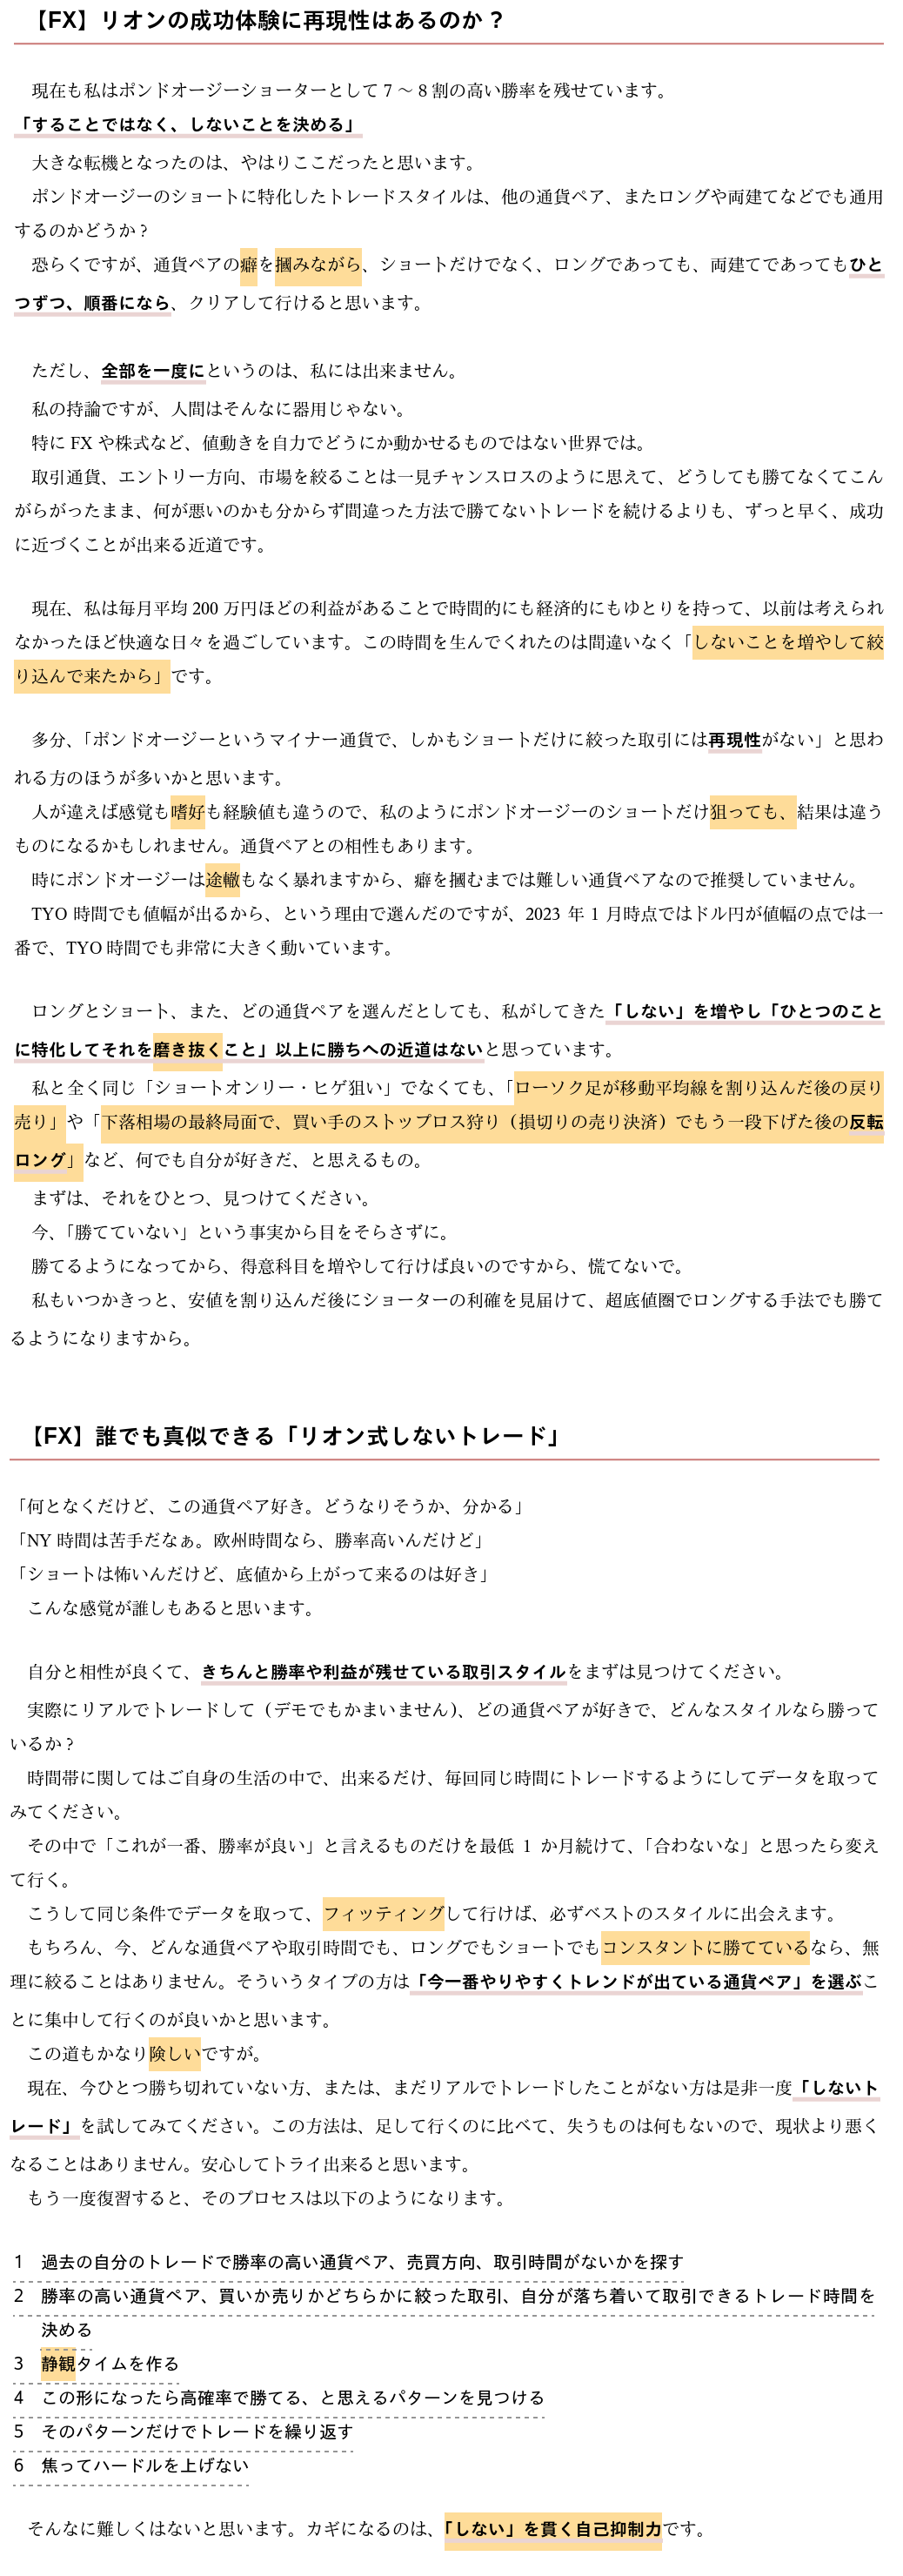 【FX】リオンの成功体験に再現性はあるのか？
現在も私はポンドオージーショーターとして７～８割の高い勝率を残せています。
「することではなく、しないことを決める」
大きな転機となったのは、やはりここだったと思います。
ポンドオージーのショートに特化したトレードスタイルは、他の通貨ペア、またロングや両建てなどでも通用
するのかどうか？
恐らくですが、通貨ペアの癖を摑みながら、ショートだけでなく、ロングであっても、両建てであってもひと
つずつ、順番になら、クリアして行けると思います。
ただし、全部を一度にというのは、私には出来ません。
私の持論ですが、人間はそんなに器用じゃない。
特に FX や株式など、値動きを自力でどうにか動かせるものではない世界では。
取引通貨、エントリー方向、市場を絞ることは一見チャンスロスのように思えて、どうしても勝てなくてこん
がらがったまま、何が悪いのかも分からず間違った方法で勝てないトレードを続けるよりも、ずっと早く、成功
に近づくことが出来る近道です。
現在、私は毎月平均 200 万円ほどの利益があることで時間的にも経済的にもゆとりを持って、以前は考えられ
なかったほど快適な日々を過ごしています。この時間を生んでくれたのは間違いなく「しないことを増やして絞
り込んで来たから」です。
多分、「ポンドオージーというマイナー通貨で、しかもショートだけに絞った取引には再現性がない」と思わ
れる方のほうが多いかと思います。
人が違えば感覚も嗜好も経験値も違うので、私のようにポンドオージーのショートだけ狙っても、結果は違う
ものになるかもしれません。通貨ペアとの相性もあります。
時にポンドオージーは途轍もなく暴れますから、癖を摑むまでは難しい通貨ペアなので推奨していません。
TYO 時間でも値幅が出るから、という理由で選んだのですが、2023 年 1 月時点ではドル円が値幅の点では一
番で、TYO 時間でも非常に大きく動いています。
ロングとショート、また、どの通貨ペアを選んだとしても、私がしてきた「しない」を増やし「ひとつのこと
に特化してそれを磨き抜くこと」以上に勝ちへの近道はないと思っています。
私と全く同じ「ショートオンリー・ヒゲ狙い」でなくても、「ローソク足が移動平均線を割り込んだ後の戻り
売り」や「下落相場の最終局面で、買い手のストップロス狩り（損切りの売り決済）でもう一段下げた後の反転
ロング」など、何でも自分が好きだ、と思えるもの。
まずは、それをひとつ、見つけてください。
今、「勝てていない」という事実から目をそらさずに。
勝てるようになってから、得意科目を増やして行けば良いのですから、慌てないで。
私もいつかきっと、安値を割り込んだ後にショーターの利確を見届けて、超底値圏でロングする手法でも勝て
るようになりますから。
【FX】誰でも真似できる「リオン式しないトレード」
「何となくだけど、この通貨ペア好き。どうなりそうか、分かる」
「NY 時間は苦手だなぁ。欧州時間なら、勝率高いんだけど」
「ショートは怖いんだけど、底値から上がって来るのは好き」
こんな感覚が誰しもあると思います。
自分と相性が良くて、きちんと勝率や利益が残せている取引スタイルをまずは見つけてください。
実際にリアルでトレードして（デモでもかまいません）、どの通貨ペアが好きで、どんなスタイルなら勝って
いるか？
時間帯に関してはご自身の生活の中で、出来るだけ、毎回同じ時間にトレードするようにしてデータを取って
みてください。
その中で「これが一番、勝率が良い」と言えるものだけを最低 1 か月続けて、「合わないな」と思ったら変え
て行く。
こうして同じ条件でデータを取って、フィッティングして行けば、必ずベストのスタイルに出会えます。
もちろん、今、どんな通貨ペアや取引時間でも、ロングでもショートでもコンスタントに勝てているなら、無
理に絞ることはありません。そういうタイプの方は「今一番やりやすくトレンドが出ている通貨ペア」を選ぶこ
とに集中して行くのが良いかと思います。
この道もかなり険しいですが。
現在、今ひとつ勝ち切れていない方、または、まだリアルでトレードしたことがない方は是非一度「しないト
レード」を試してみてください。この方法は、足して行くのに比べて、失うものは何もないので、現状より悪く
なることはありません。安心してトライ出来ると思います。
もう一度復習すると、そのプロセスは以下のようになります。
1 過去の自分のトレードで勝率の高い通貨ペア、売買方向、取引時間がないかを探す
2 勝率の高い通貨ペア、買いか売りかどちらかに絞った取引、自分が落ち着いて取引できるトレード時間を
決める
3 静観タイムを作る
4 この形になったら高確率で勝てる、と思えるパターンを見つける
5 そのパターンだけでトレードを繰り返す
6 焦ってハードルを上げない
そんなに難しくはないと思います。カギになるのは、「しない」を貫く自己抑制力です。